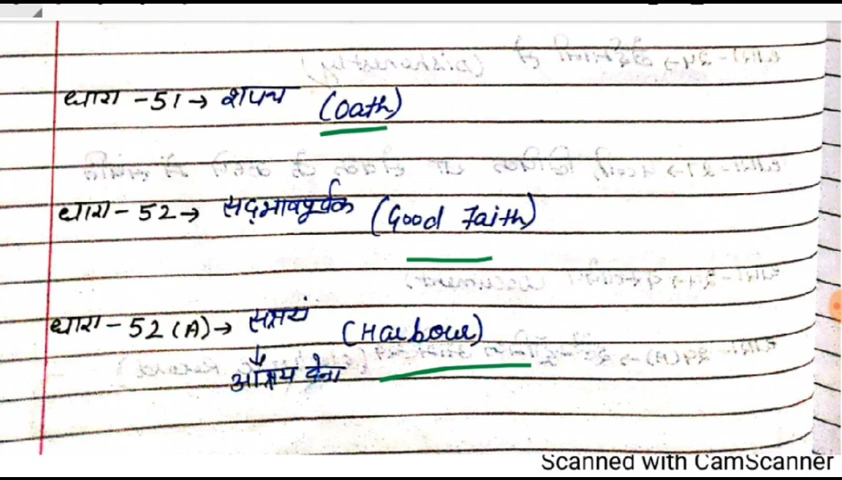 धारा - 51 → शपथ (Oath)
धारा - 52 → सद्‌भावपूर्वक (Good Faith)
धारा - 52 (A) → संश्रय (Harbour)
↓
आश्रय देना
Scanned with CamScanner